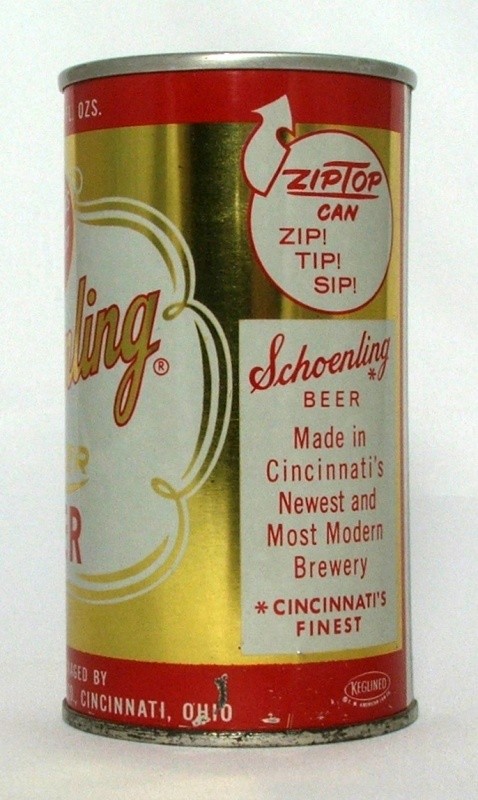 OZS.
ling®
ER
AGED BY
CINCINNATI, OHIO
ZIPTOP
CAN
ZIP!
TIP!
SIP!
Schoenling*
BEER
Made in
Cincinnati's
Newest and
Most Modern
Brewery
*CINCINNATI'S
FINEST
KEGLINED